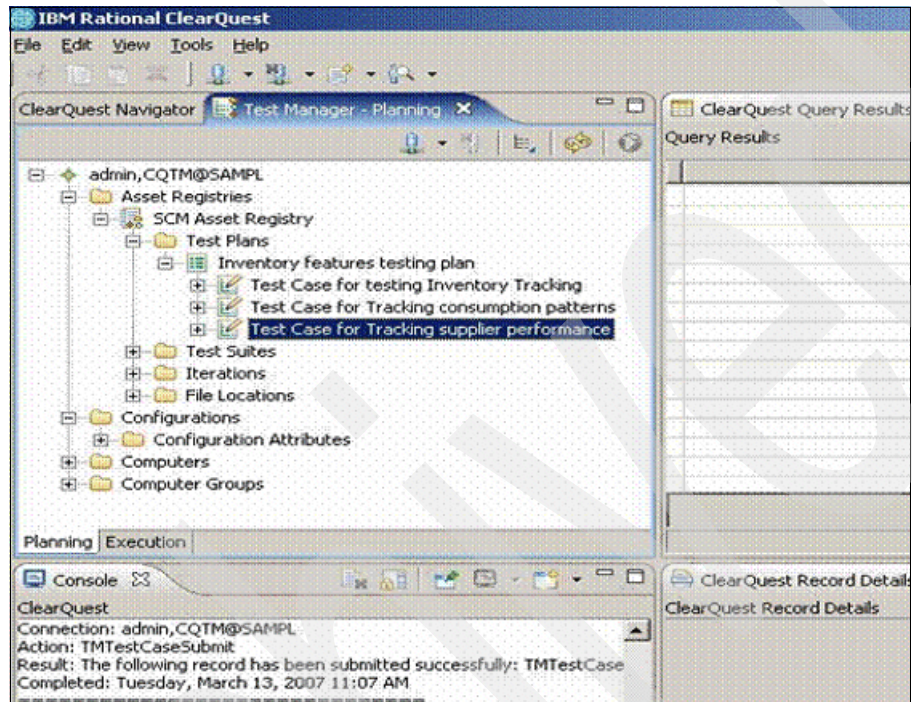 IBM Rational ClearQuest
File Edit View Tools Help
ClearQuest Navigator
Test Manager - Planning
ClearQuest Query Results
Query Results
admin,CQTM@SAMPL
Asset Registries
SCM Asset Registry
Test Plans
Inventory features testing plan
Test Case for testing Inventory Tracking
Test Case for Tracking consumption patterns
Test Case for Tracking supplier performance
Test Suites
Iterations
File Locations
Configurations
Configuration Attributes
Computers
Computer Groups
Planning Execution
Console
ClearQuest
Connection: admin,CQTM@SAMPL
Action: TMTestCaseSubmit
Result: The following record has been submitted successfully: TMTestCase
Completed: Tuesday, March 13, 2007 11:07 AM
ClearQuest Record Details
ClearQuest Record Details